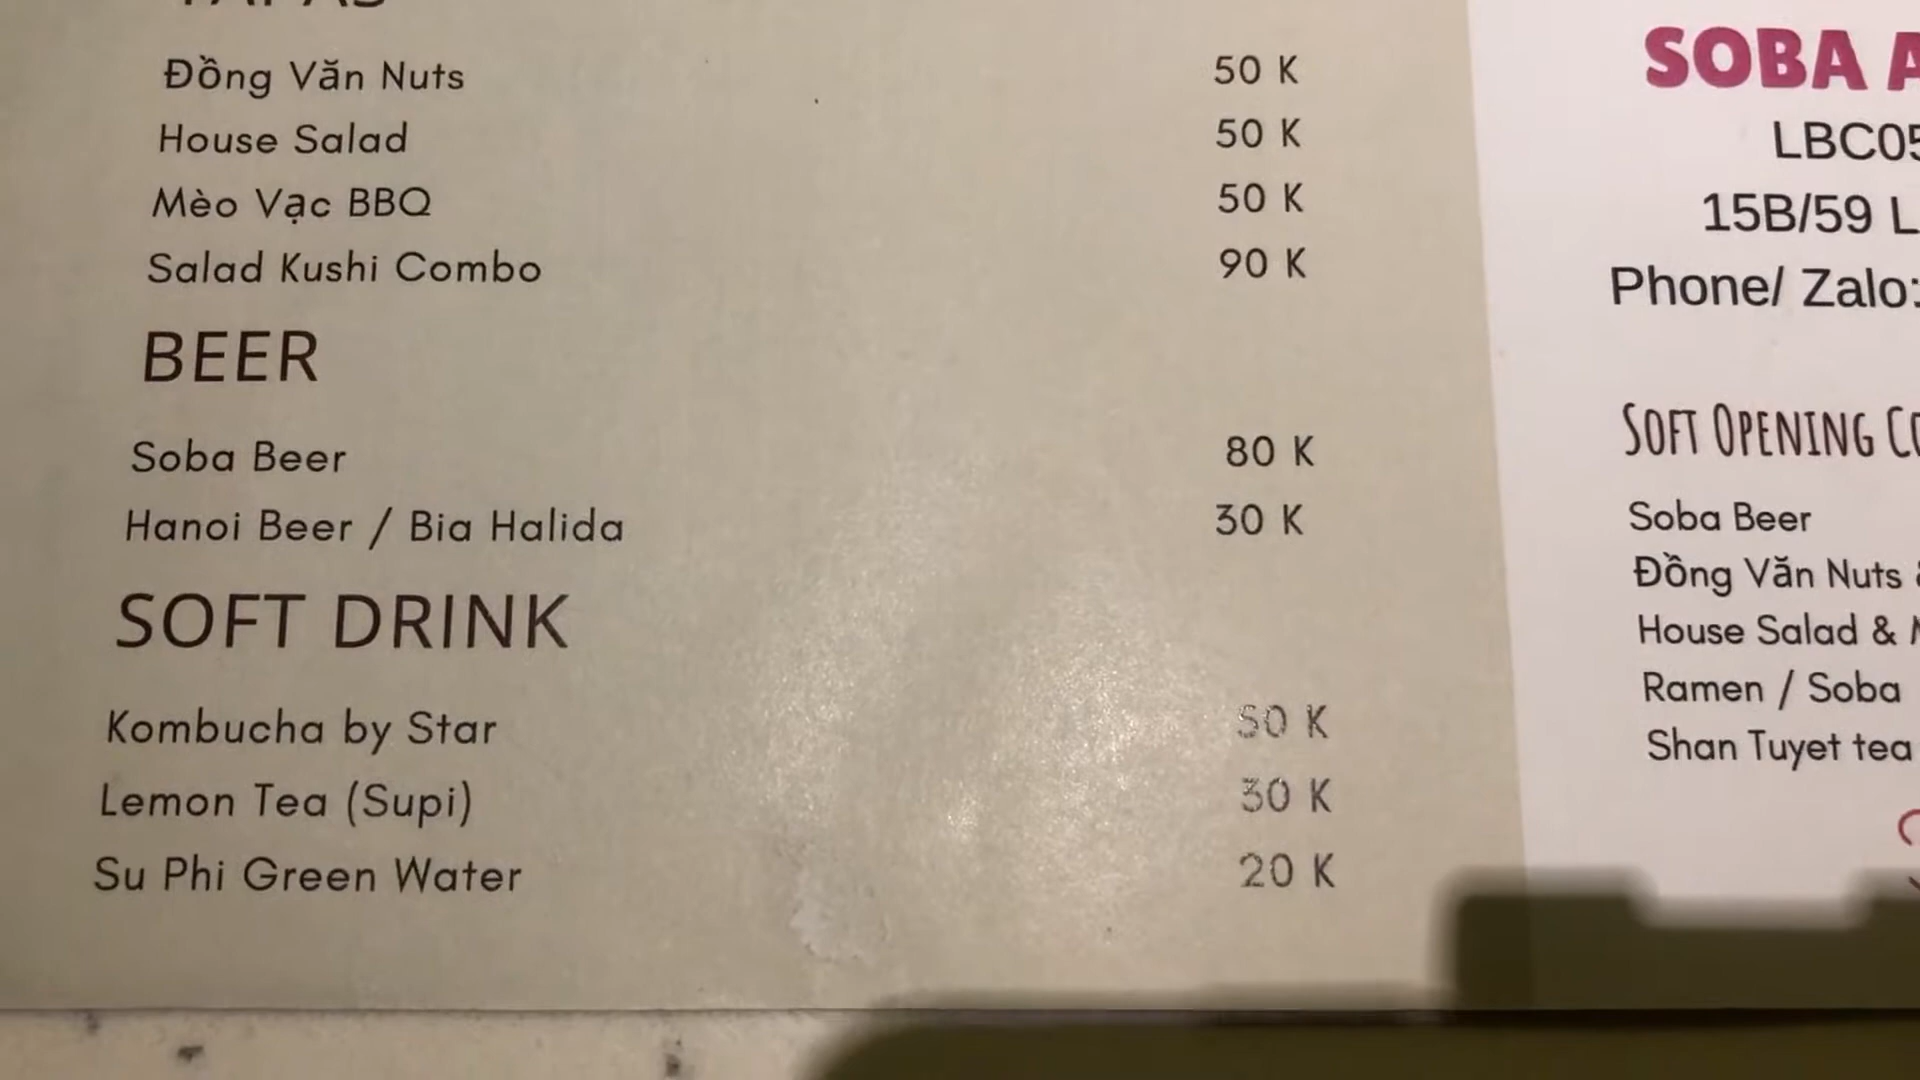 TAPAS
Đồng Văn Nuts 50 K
House Salad 50 K
Mèo Vạc BBQ 50 K
Salad Kushi Combo 90 K
BEER
Soba Beer 80 K
Hanoi Beer / Bia Halida 30 K
SOFT DRINK
Kombucha by Star 50 K
Lemon Tea (Supi) 30 K
Su Phi Green Water 20 K
SOBA
LBC05
15B/59
Phone/ Zalo:
SOFT OPENING
Soba Beer
Đồng Văn Nuts
House Salad &
Ramen / Soba
Shan Tuyet tea